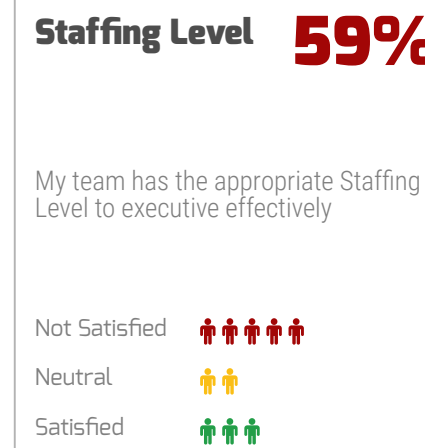 Staffing Level 59%
My team has the appropriate Staffing
Level to executive effectively
Not Satisfied
Neutral
Satisfied